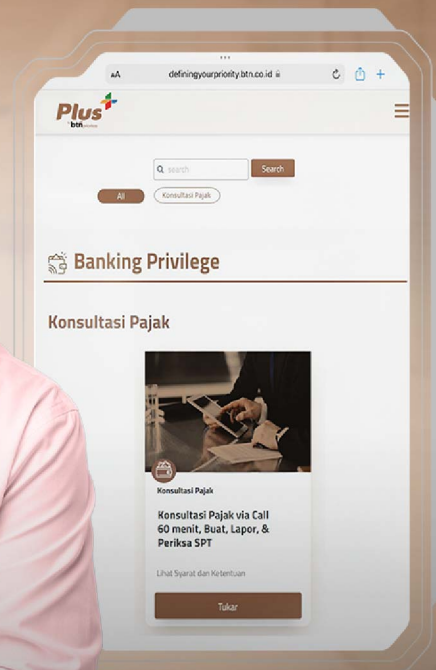 AA
definingyourpriority.btn.co.id
Plus
btn
search
Search
All
Konsultasi Pajak
Banking Privilege
Konsultasi Pajak
Konsultasi Pajak
Konsultasi Pajak via Call
60 menit, Buat, Lapor, &
Periksa SPT
Lihat Syarat dan Ketentuan
Tukar